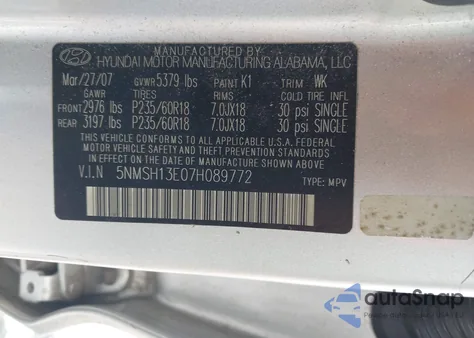 MANUFACTURED BY
HYUNDAI MOTOR MANUFACTURING ALABAMA, LLC
Mar/27/07 GVWR 5379 lbs PAINT K1 TRIM WK
GAWR TIRES RIMS COLD TIRE INFL
FRONT 2976 lbs P235/60R18 7.0JX18 30 psi SINGLE
REAR 3197 lbs P235/60R18 7.0JX18 30 psi SINGLE
THIS VEHICLE CONFORMS TO ALL APPLICABLE U.S.A. FEDERAL
MOTOR VEHICLE SAFETY AND THEFT PREVENTION STANDARDS
IN EFFECT ON THE DATE OF MANUFACTURE SHOWN ABOVE.
V.I.N 5NMSH13E07H089772
TYPE: MPV
autoSnap